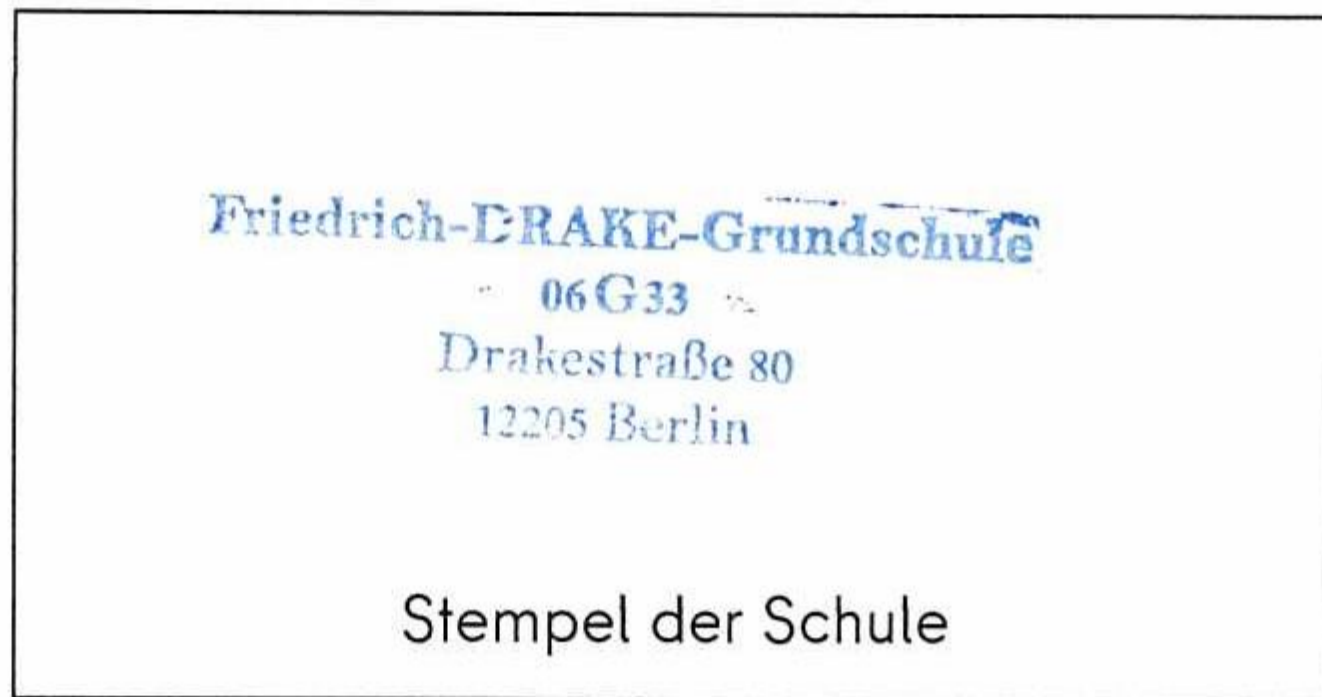 Friedrich-DRAKE-Grundschule
06G33
Drakestraße 80
12205 Berlin
Stempel der Schule